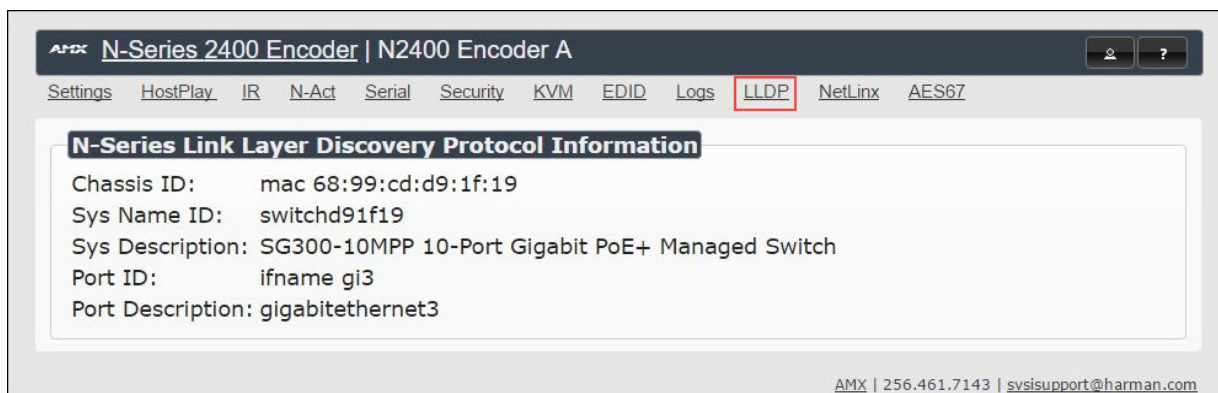 AMX N-Series 2400 Encoder | N2400 Encoder A ?
Settings HostPlay IR N-Act Serial Security KVM EDID Logs LLDP NetLinx AES67
N-Series Link Layer Discovery Protocol Information
Chassis ID: mac 68:99:cd:d9:1f:19
Sys Name ID: switchd91f19
Sys Description: SG300-10MPP 10-Port Gigabit PoE+ Managed Switch
Port ID: ifname gi3
Port Description: gigabitethernet3
AMX | 256.461.7143 | svsisupport@harman.com